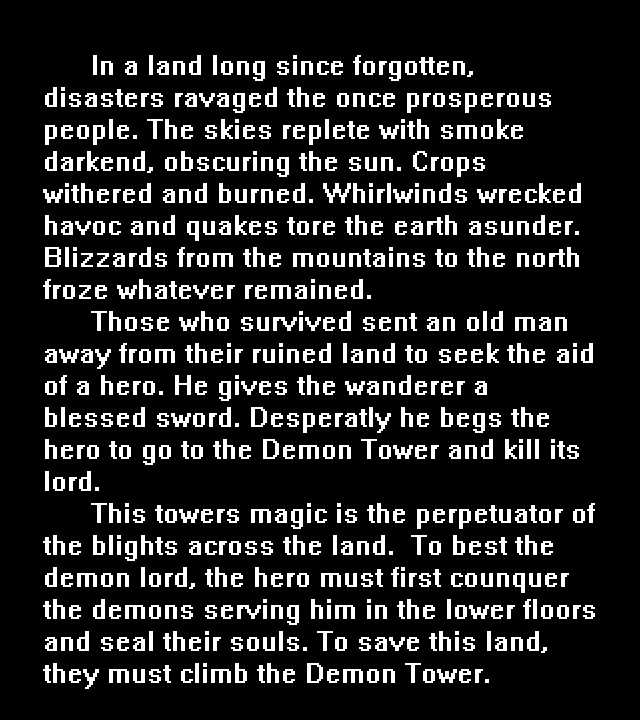 In a land long since forgotten,
disasters ravaged the once prosperous
people. The skies replete with smoke
darkend, obscuring the sun. Crops
withered and burned. Whirlwinds wrecked
havoc and quakes tore the earth asunder.
Blizzards from the mountains to the north
froze whatever remained.
Those who survived sent an old man
away from their ruined land to seek the aid
of a hero. He gives the wanderer a
blessed sword. Desperatly he begs the
hero to go to the Demon Tower and kill its
lord.
This towers magic is the perpetuator of
the blights across the land.  To best the
demon lord, the hero must first counquer
the demons serving him in the lower floors
and seal their souls. To save this land,
they must climb the Demon Tower.